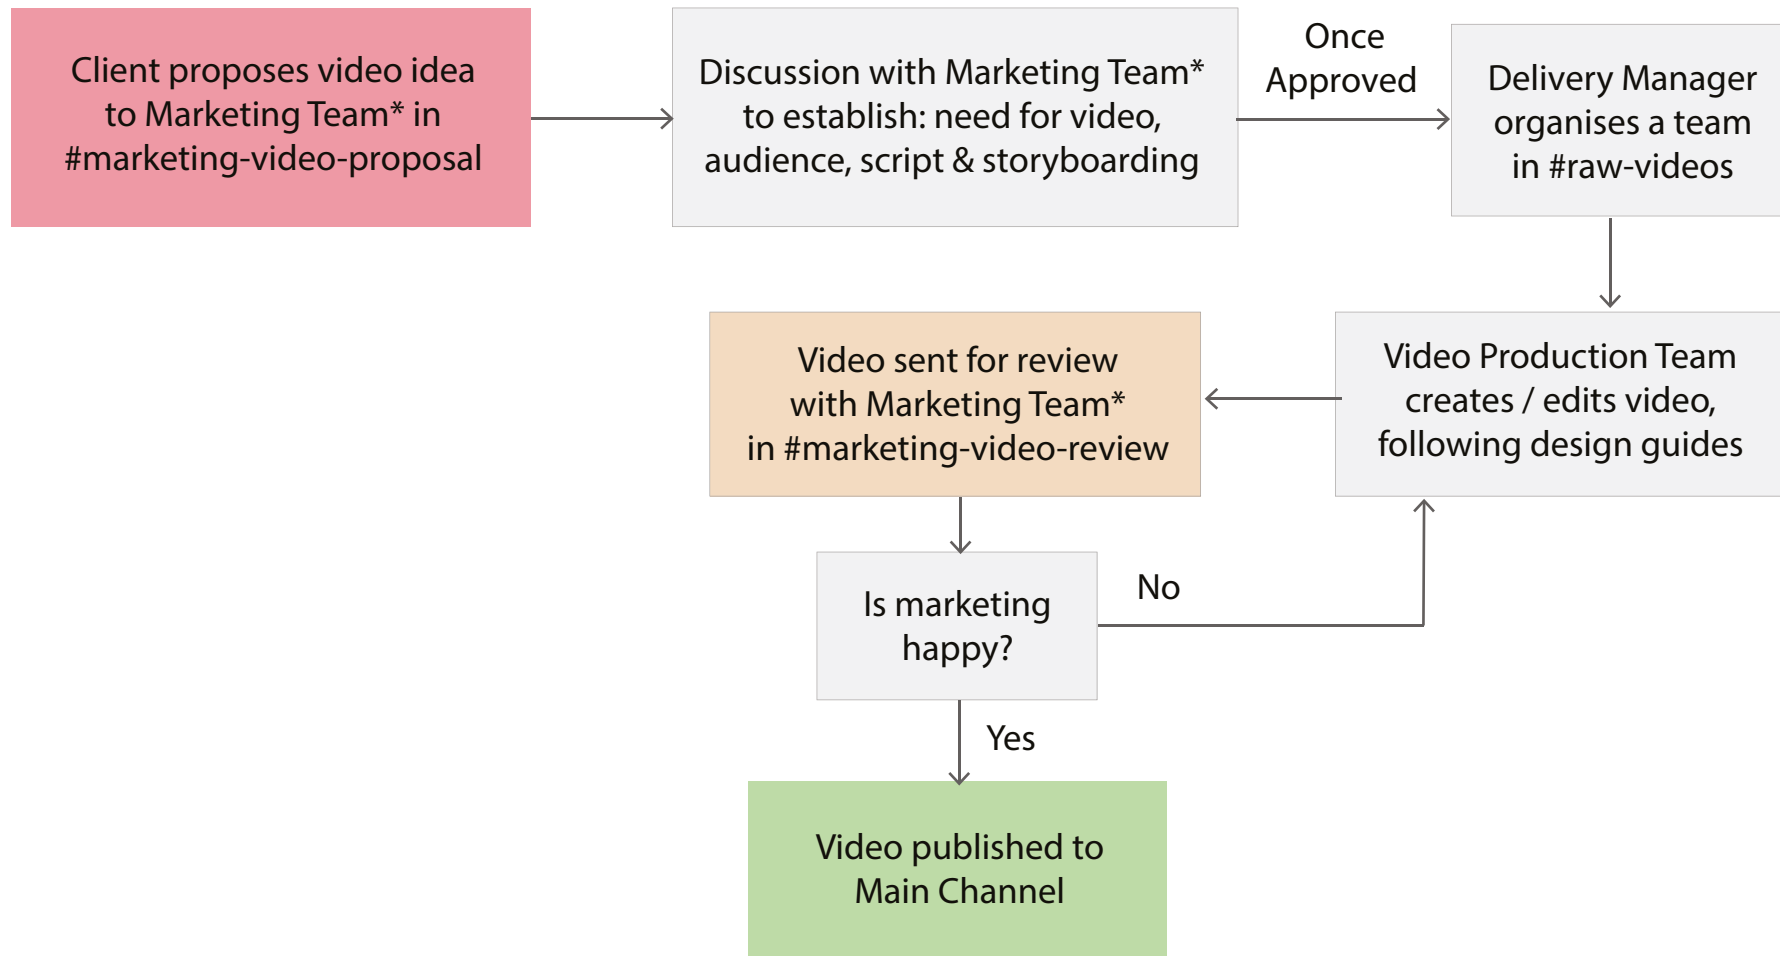 Client proposes video idea
to Marketing Team* in
#marketing-video-proposal
Discussion with Marketing Team*
to establish: need for video,
audience, script & storyboarding
Once
Approved
Delivery Manager
organises a team
in #raw-videos
Video Production Team
creates / edits video,
following design guides
Video sent for review
with Marketing Team*
in #marketing-video-review
Is marketing
happy?
No
Yes
Video published to
Main Channel